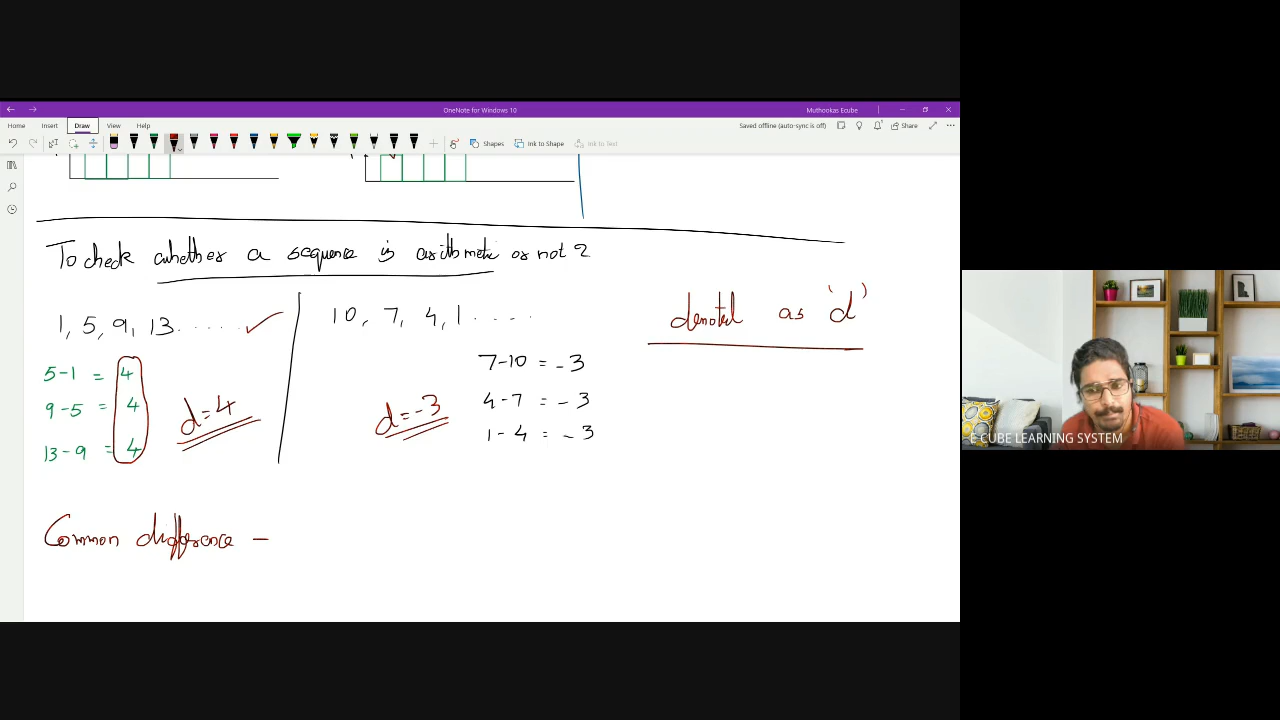 OneNote for Windows 10
Muthookas Ecube
Home Insert Draw View Help
Saved offline (auto-sync is off)
Share
Shapes
Ink to Shape
Ink to Text
To check whether a sequence is arithmetic or not?
1, 5, 9, 13......
10, 7, 4, 1.....
denoted as 'd'
5-1 = 4
9-5 = 4
13-9 = 4
d=4
d=-3
7-10 = -3
4-7 = -3
1-4 = -3
Common difference -
E CUBE LEARNING SYSTEM